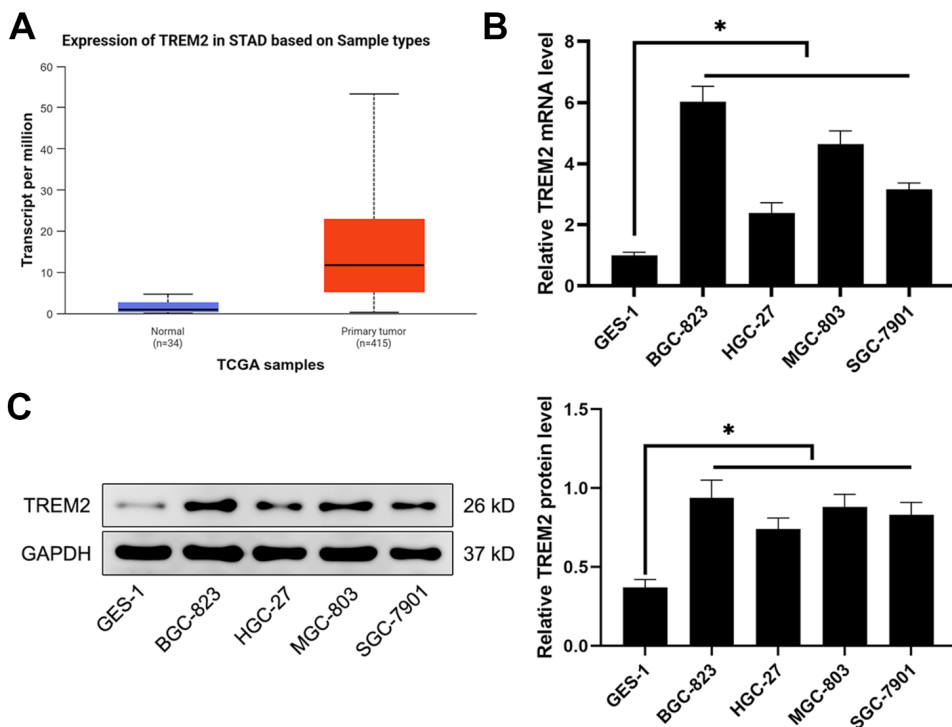 A
Expression of TREM2 in STAD based on Sample types
Transcript per million
60
50
40
30
20
10
0
Normal
(n=34)
Primary tumor
(n=415)
TCGA samples
B
Relative TREM2 mRNA level
8
6
4
2
0
*
GES-1
BGC-823
HGC-27
MGC-803
SGC-7901
C
TREM2
26 kD
GAPDH
37 kD
GES-1
BGC-823
HGC-27
MGC-803
SGC-7901
Relative TREM2 protein level
1.5
1.0
0.5
0.0
*
GES-1
BGC-823
HGC-27
MGC-803
SGC-7901